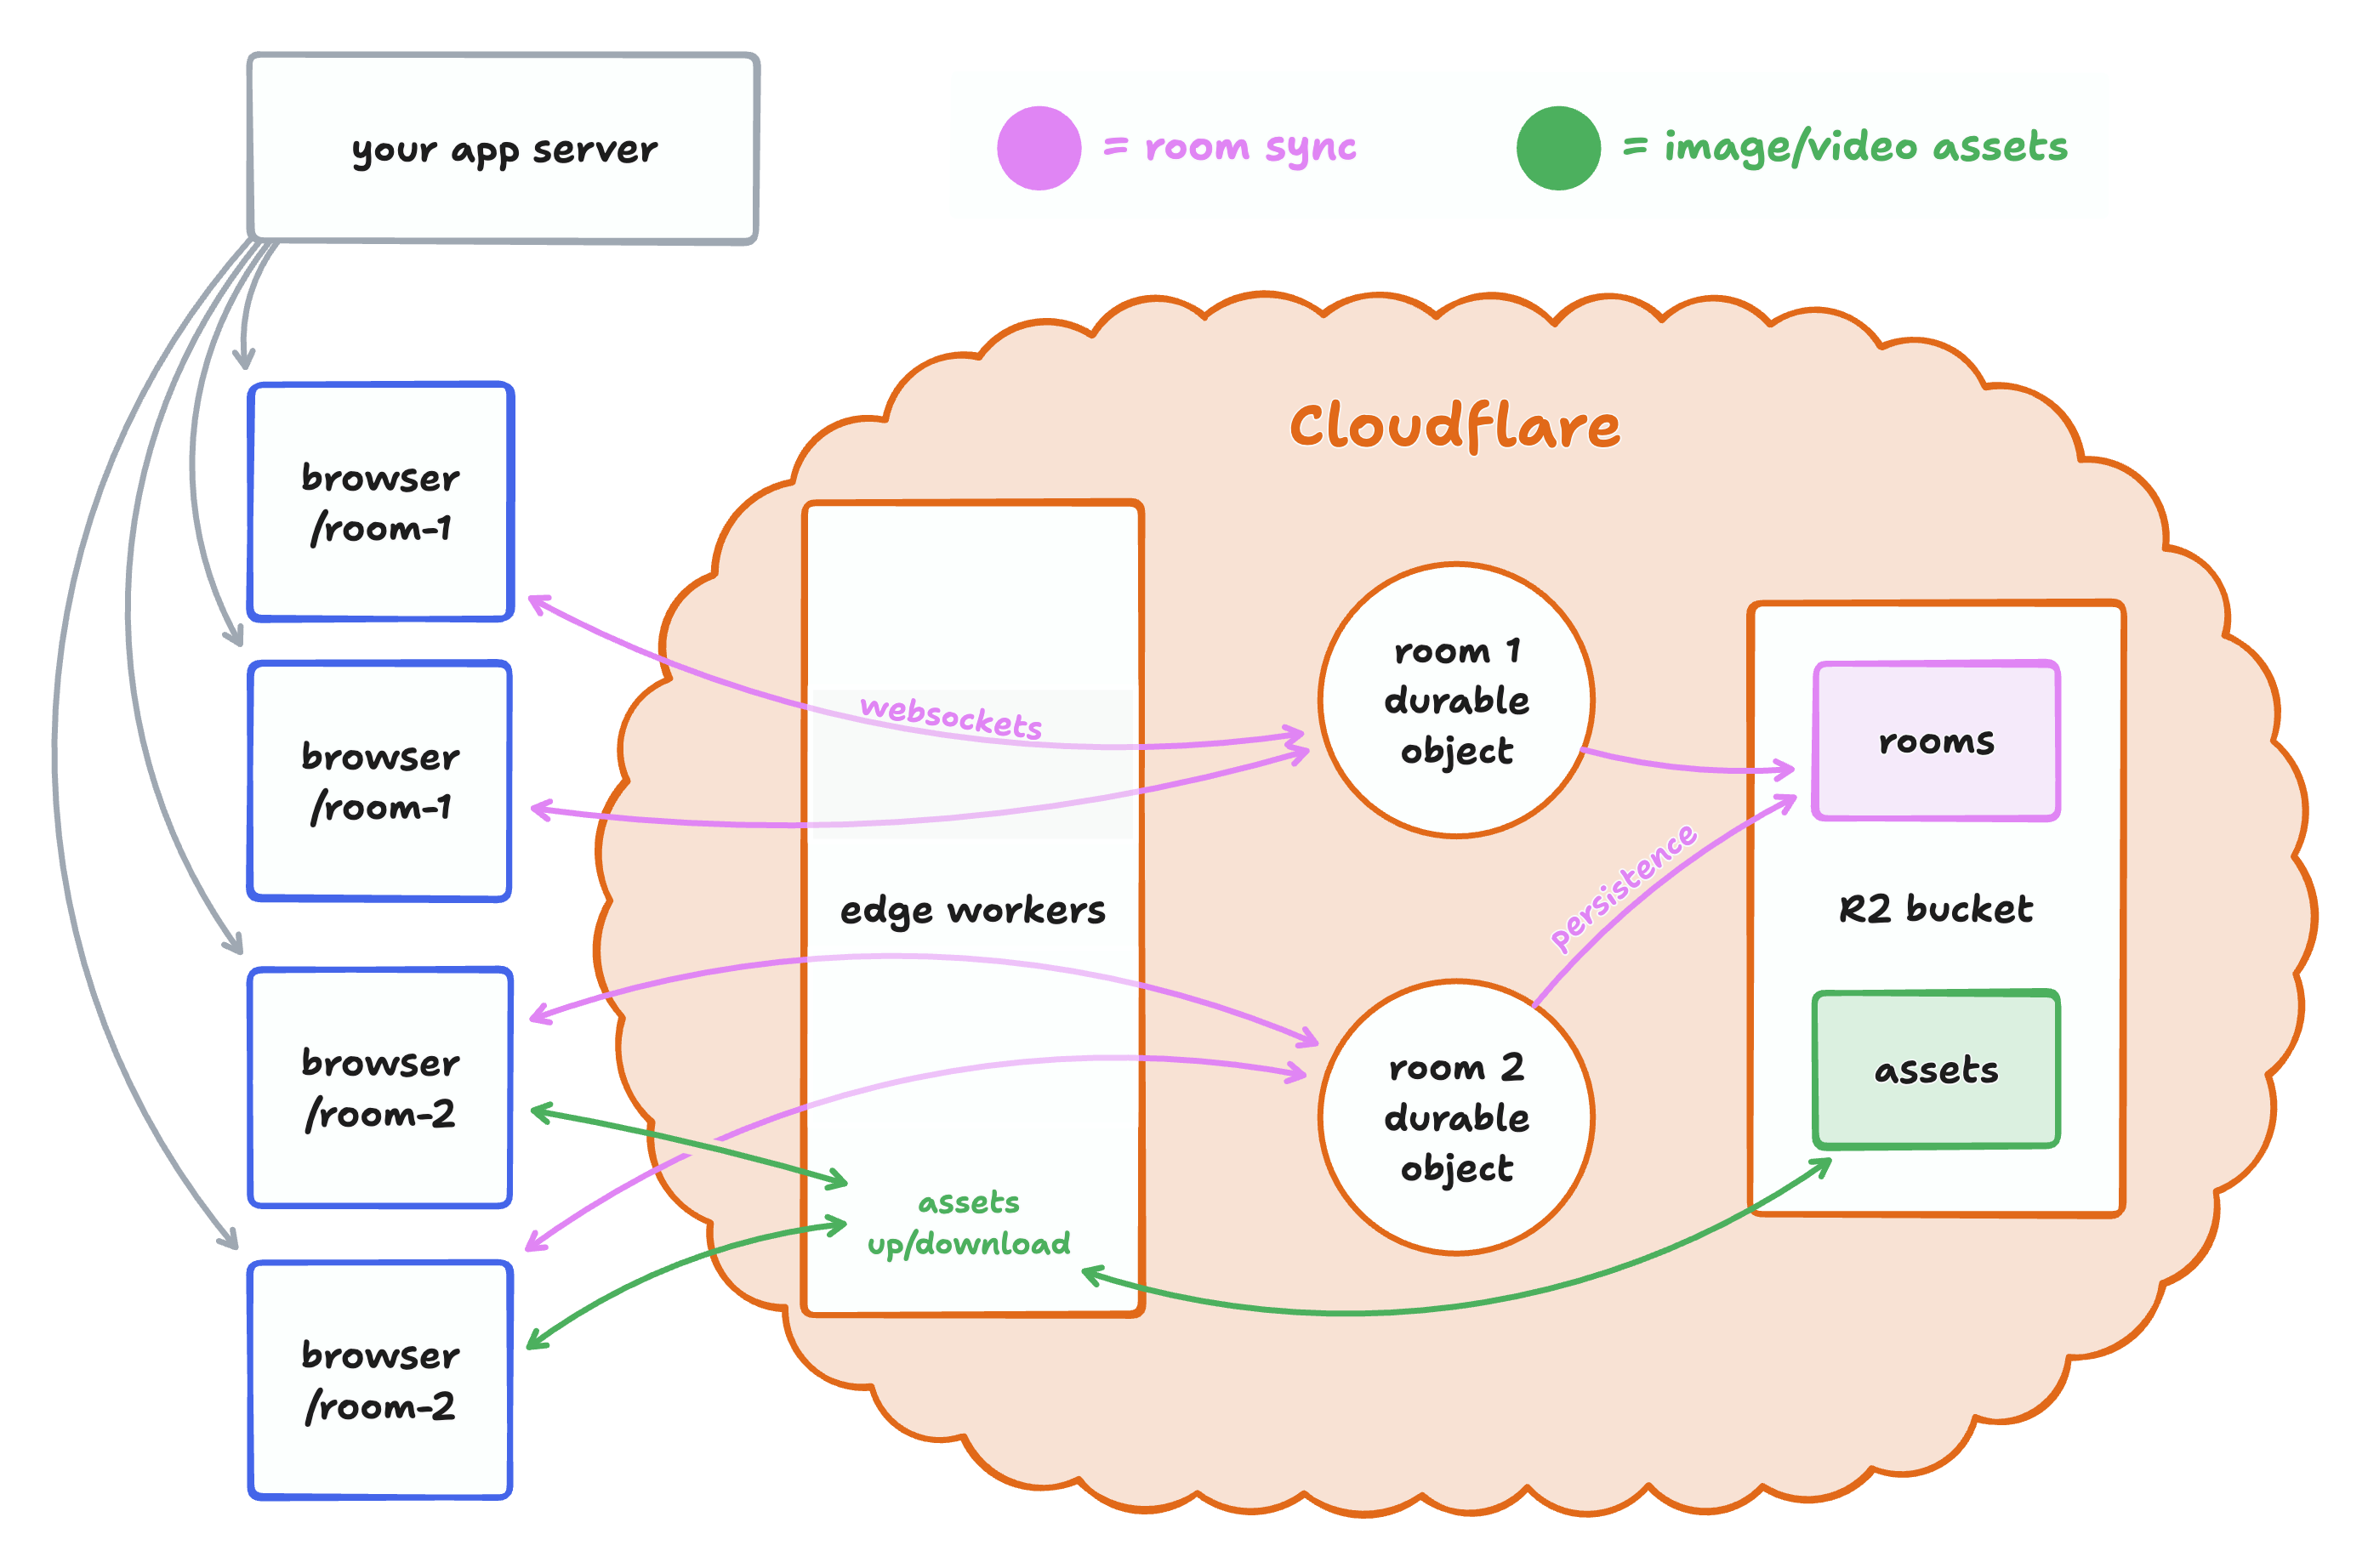 your app server
= room sync
= image/video assets
Cloudflare
browser
/room-1
browser
/room-1
browser
/room-2
browser
/room-2
websockets
edge workers
assets
up/download
room 1
durable
object
room 2
durable
object
Persistence
rooms
R2 bucket
assets